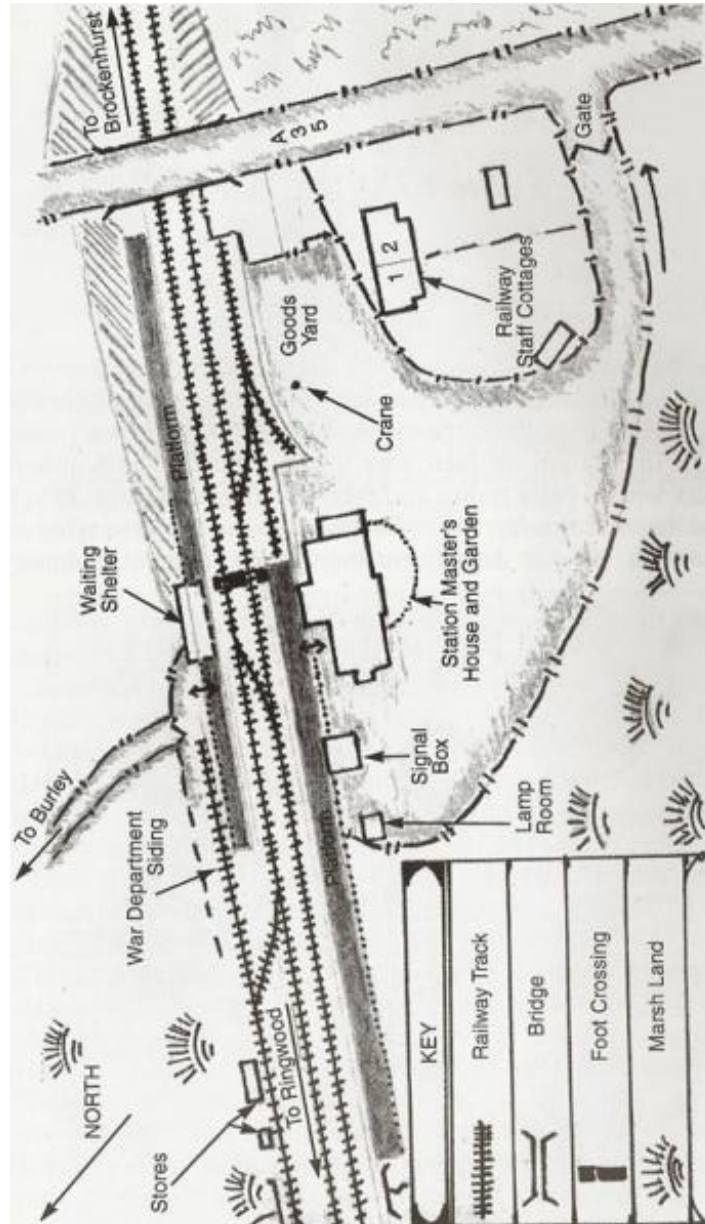 NORTH
Stores
To Ringwood
War Department
Siding
To Burley
Waiting
Shelter
Platform
To
Brockenhurst
A
3
5
Platform
Lamp
Room
Signal
Box
Station Master's
House and Garden
Crane
Goods
Yard
Railway
Staff Cottages
1 2
Gate
KEY
Railway Track
Bridge
Foot Crossing
Marsh Land